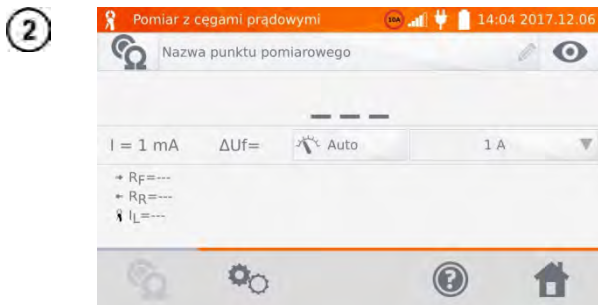 2
Pomiar z cęgami prądowymi 10A 14:04 2017.12.06
Nazwa punktu pomiarowego
---
I = 1 mA ΔUf= Auto 1 A
RF=---
RR=---
IL=---